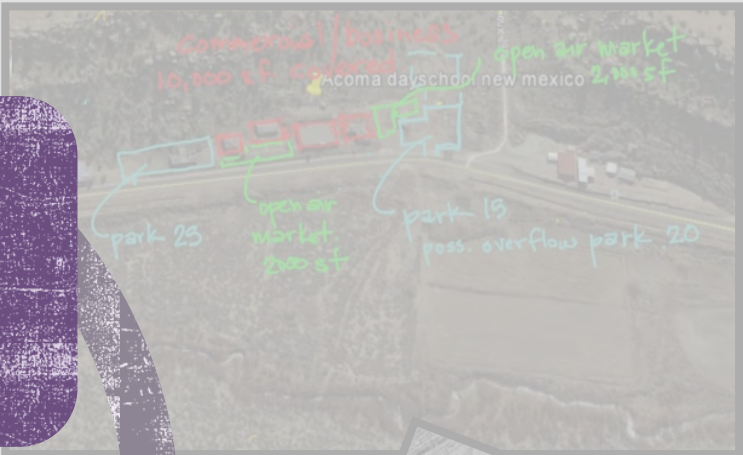 Commercial/business
10,000 sf covered
open air market
2,000 sf
Acoma dayschool new mexico
open air
market
2000 sf
park 25
park 15
poss. overflow park 20